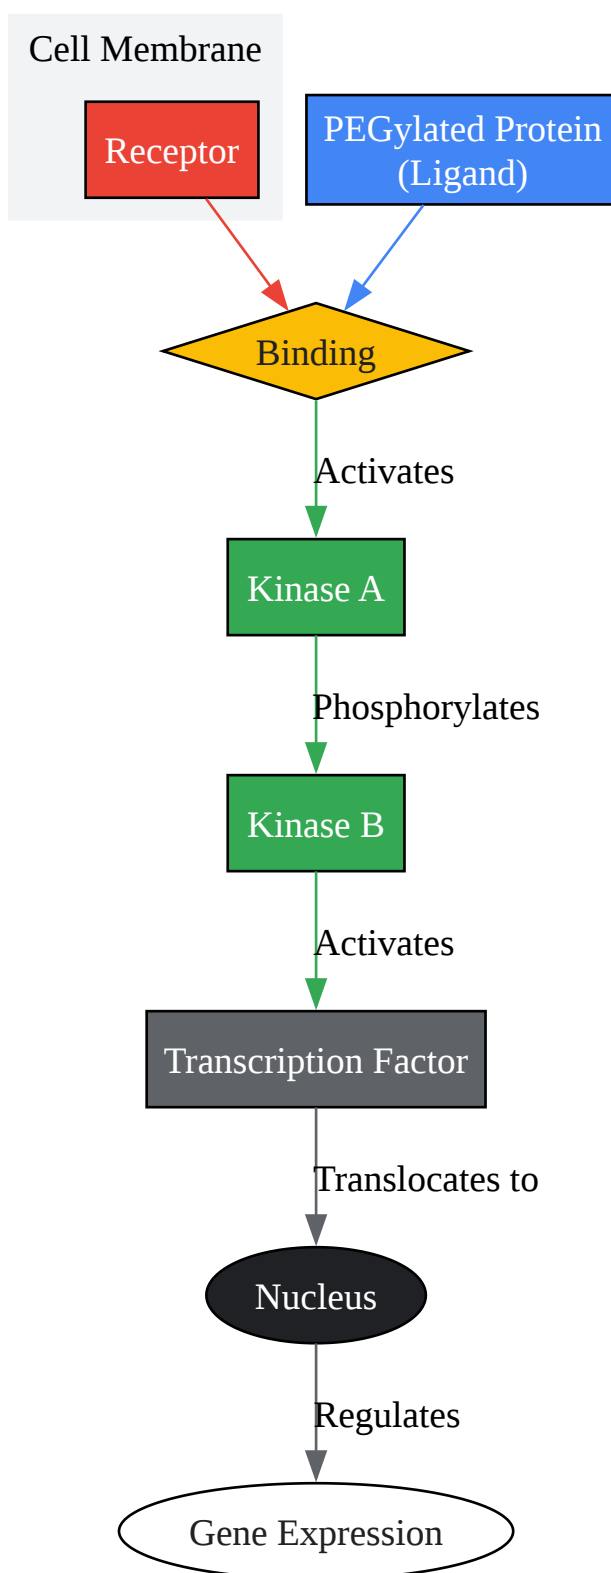 Cell Membrane
Receptor
PEGylated Protein
(Ligand)
Binding
Activates
Kinase A
Phosphorylates
Kinase B
Activates
Transcription Factor
Translocates to
Nucleus
Regulates
Gene Expression